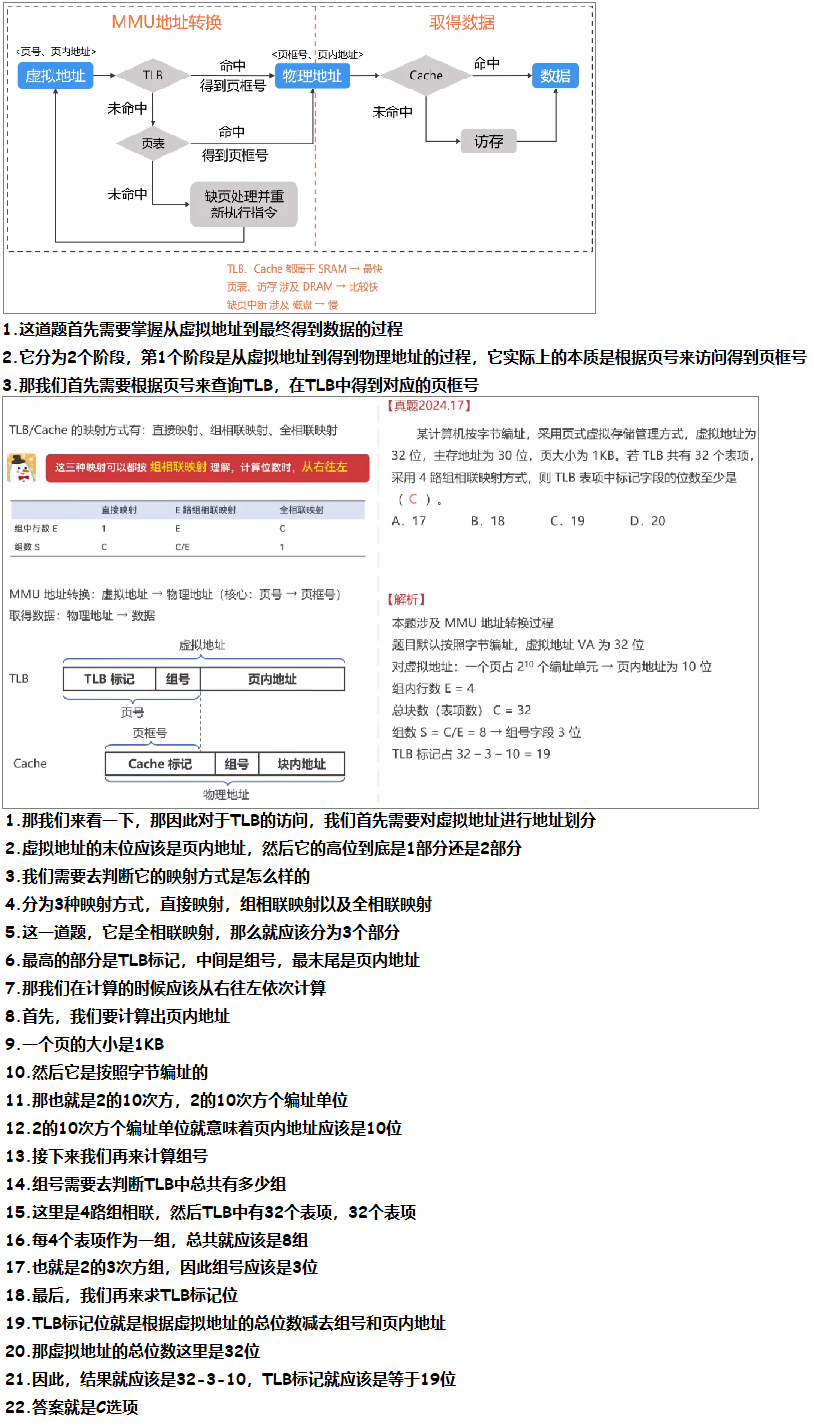 MMU地址转换
取得数据
<页号、页内地址>
<页框号、页内地址>
虚拟地址
TLB
命中
得到页框号
物理地址
Cache
命中
数据
未命中
未命中
页表
命中
得到页框号
访存
未命中
缺页处理并重
新执行指令
TLB、Cache 都属于 SRAM → 最快
页表、访存 涉及 DRAM → 比较快
缺页中断 涉及 磁盘 → 慢
1.这道题首先需要掌握从虚拟地址到最终得到数据的过程
2.它分为2个阶段，第1个阶段是从虚拟地址到得到物理地址的过程，它实际上的本质是根据页号来访问得到页框号
3.那我们首先需要根据页号来查询TLB，在TLB中得到对应的页框号
TLB/Cache 的映射方式有：直接映射、组相联映射、全相联映射
这三种映射可以都按 组相联映射 理解，计算位数时，从右往左
直接映射 E 路组相联映射 全相联映射
组中行数 E 1 E C
组数 S C C/E 1
MMU 地址转换：虚拟地址 → 物理地址（核心：页号 → 页框号）
取得数据：物理地址 → 数据
虚拟地址
TLB TLB 标记 组号 页内地址
页号
页框号
Cache Cache 标记 组号 块内地址
物理地址
【真题2024.17】
某计算机按字节编址，采用页式虚拟存储管理方式，虚拟地址为
32 位，主存地址为 30 位，页大小为 1KB。若 TLB 共有 32 个表项，
采用 4 路组相联映射方式，则 TLB 表项中标记字段的位数至少是
（ C ）。
A. 17 B. 18 C. 19 D. 20
【解析】
本题涉及 MMU 地址转换过程
题目默认按照字节编址，虚拟地址 VA 为 32 位
对虚拟地址：一个页占 2¹⁰ 个编址单元 → 页内地址为 10 位
组内行数 E = 4
总块数（表项数） C = 32
组数 S = C/E = 8 → 组号字段 3 位
TLB 标记占 32 – 3 – 10 = 19
1.那我们来看一下，那因此对于TLB的访问，我们首先需要对虚拟地址进行地址划分
2.虚拟地址的末位应该是页内地址，然后它的高位到底是1部分还是2部分
3.我们需要去判断它的映射方式是怎么样的
4.分为3种映射方式，直接映射，组相联映射以及全相联映射
5.这一道题，它是全相联映射，那么就应该分为3个部分
6.最高的部分是TLB标记，中间是组号，最末尾是页内地址
7.那我们在计算的时候应该从右往左依次计算
8.首先，我们要计算出页内地址
9.一个页的大小是1KB
10.然后它是按照字节编址的
11.那也就是2的10次方，2的10次方个编址单位
12.2的10次方个编址单位就意味着页内地址应该是10位
13.接下来我们再来计算组号
14.组号需要去判断TLB中总共有多少组
15.这里是4路组相联，然后TLB中有32个表项，32个表项
16.每4个表项作为一组，总共就应该是8组
17.也就是2的3次方组，因此组号应该是3位
18.最后，我们再来求TLB标记位
19.TLB标记位就是根据虚拟地址的总位数减去组号和页内地址
20.那虚拟地址的总位数这里是32位
21.因此，结果就应该是32-3-10，TLB标记就应该是等于19位
22.答案就是C选项